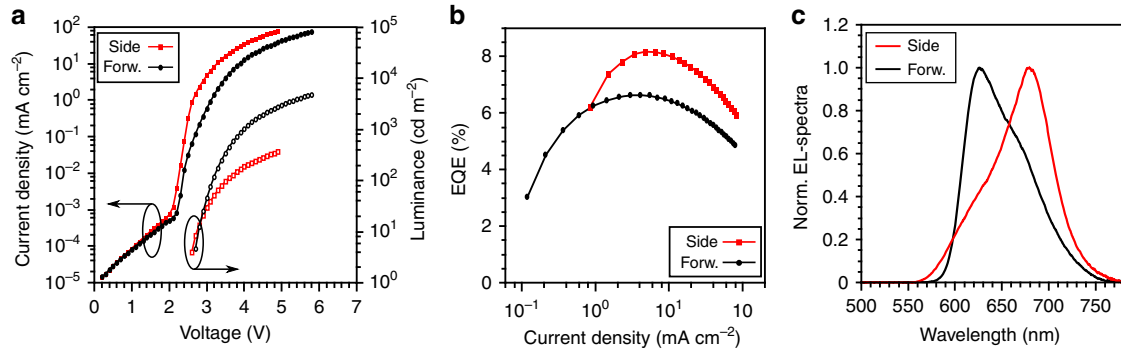 a
Current density (mA cm⁻²)
10²
10¹
10⁰
10⁻¹
10⁻²
10⁻³
10⁻⁴
10⁻⁵
Side
Forw.
0 1 2 3 4 5 6 7
Voltage (V)
10⁵
10⁴
10³
10²
10¹
10⁰
Luminance (cd m⁻²)
b
EQE (%)
8
6
4
2
0
Side
Forw.
10⁻¹ 10⁰ 10¹ 10²
Current density (mA cm⁻²)
c
Norm. EL-spectra
1.2
1.0
0.8
0.6
0.4
0.2
0
Side
Forw.
500 550 600 650 700 750
Wavelength (nm)